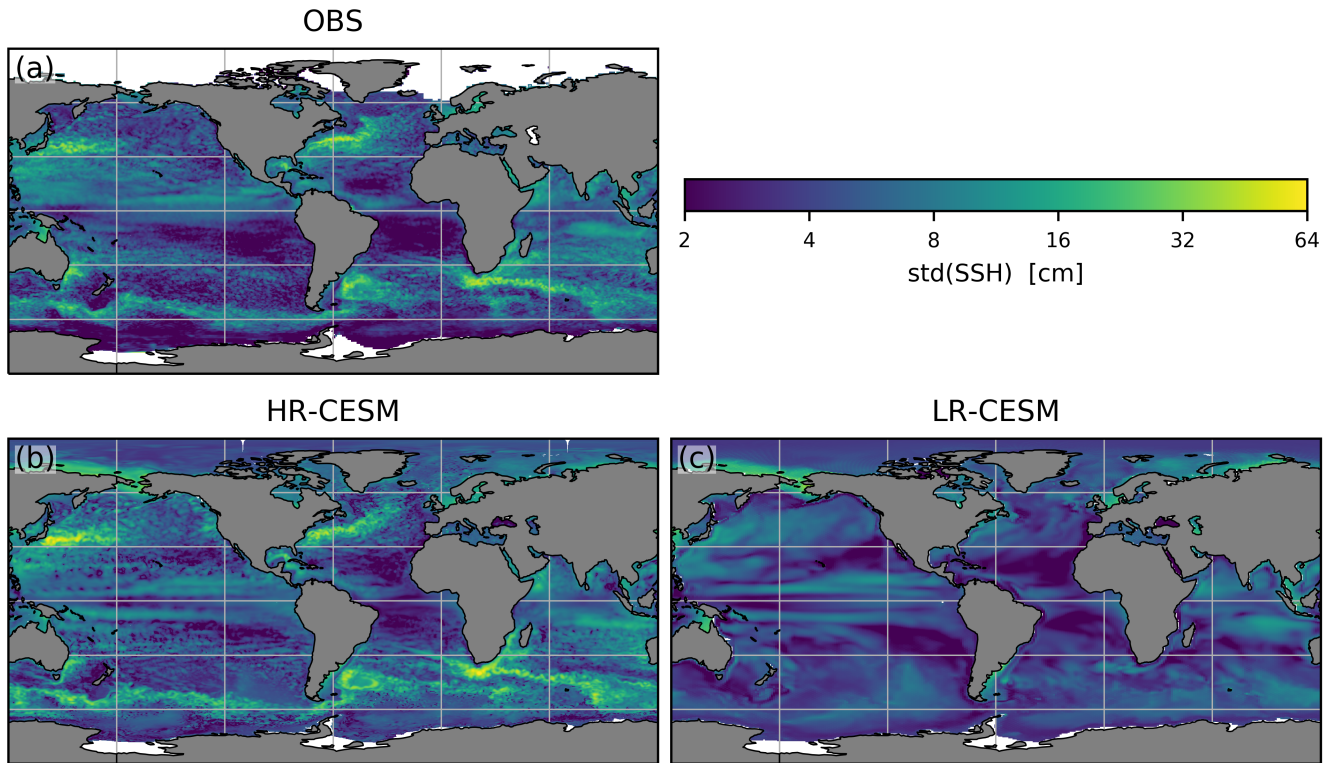 OBS
(a)
2 4 8 16 32 64
std(SSH) [cm]
HR-CESM
LR-CESM
(b)
(c)